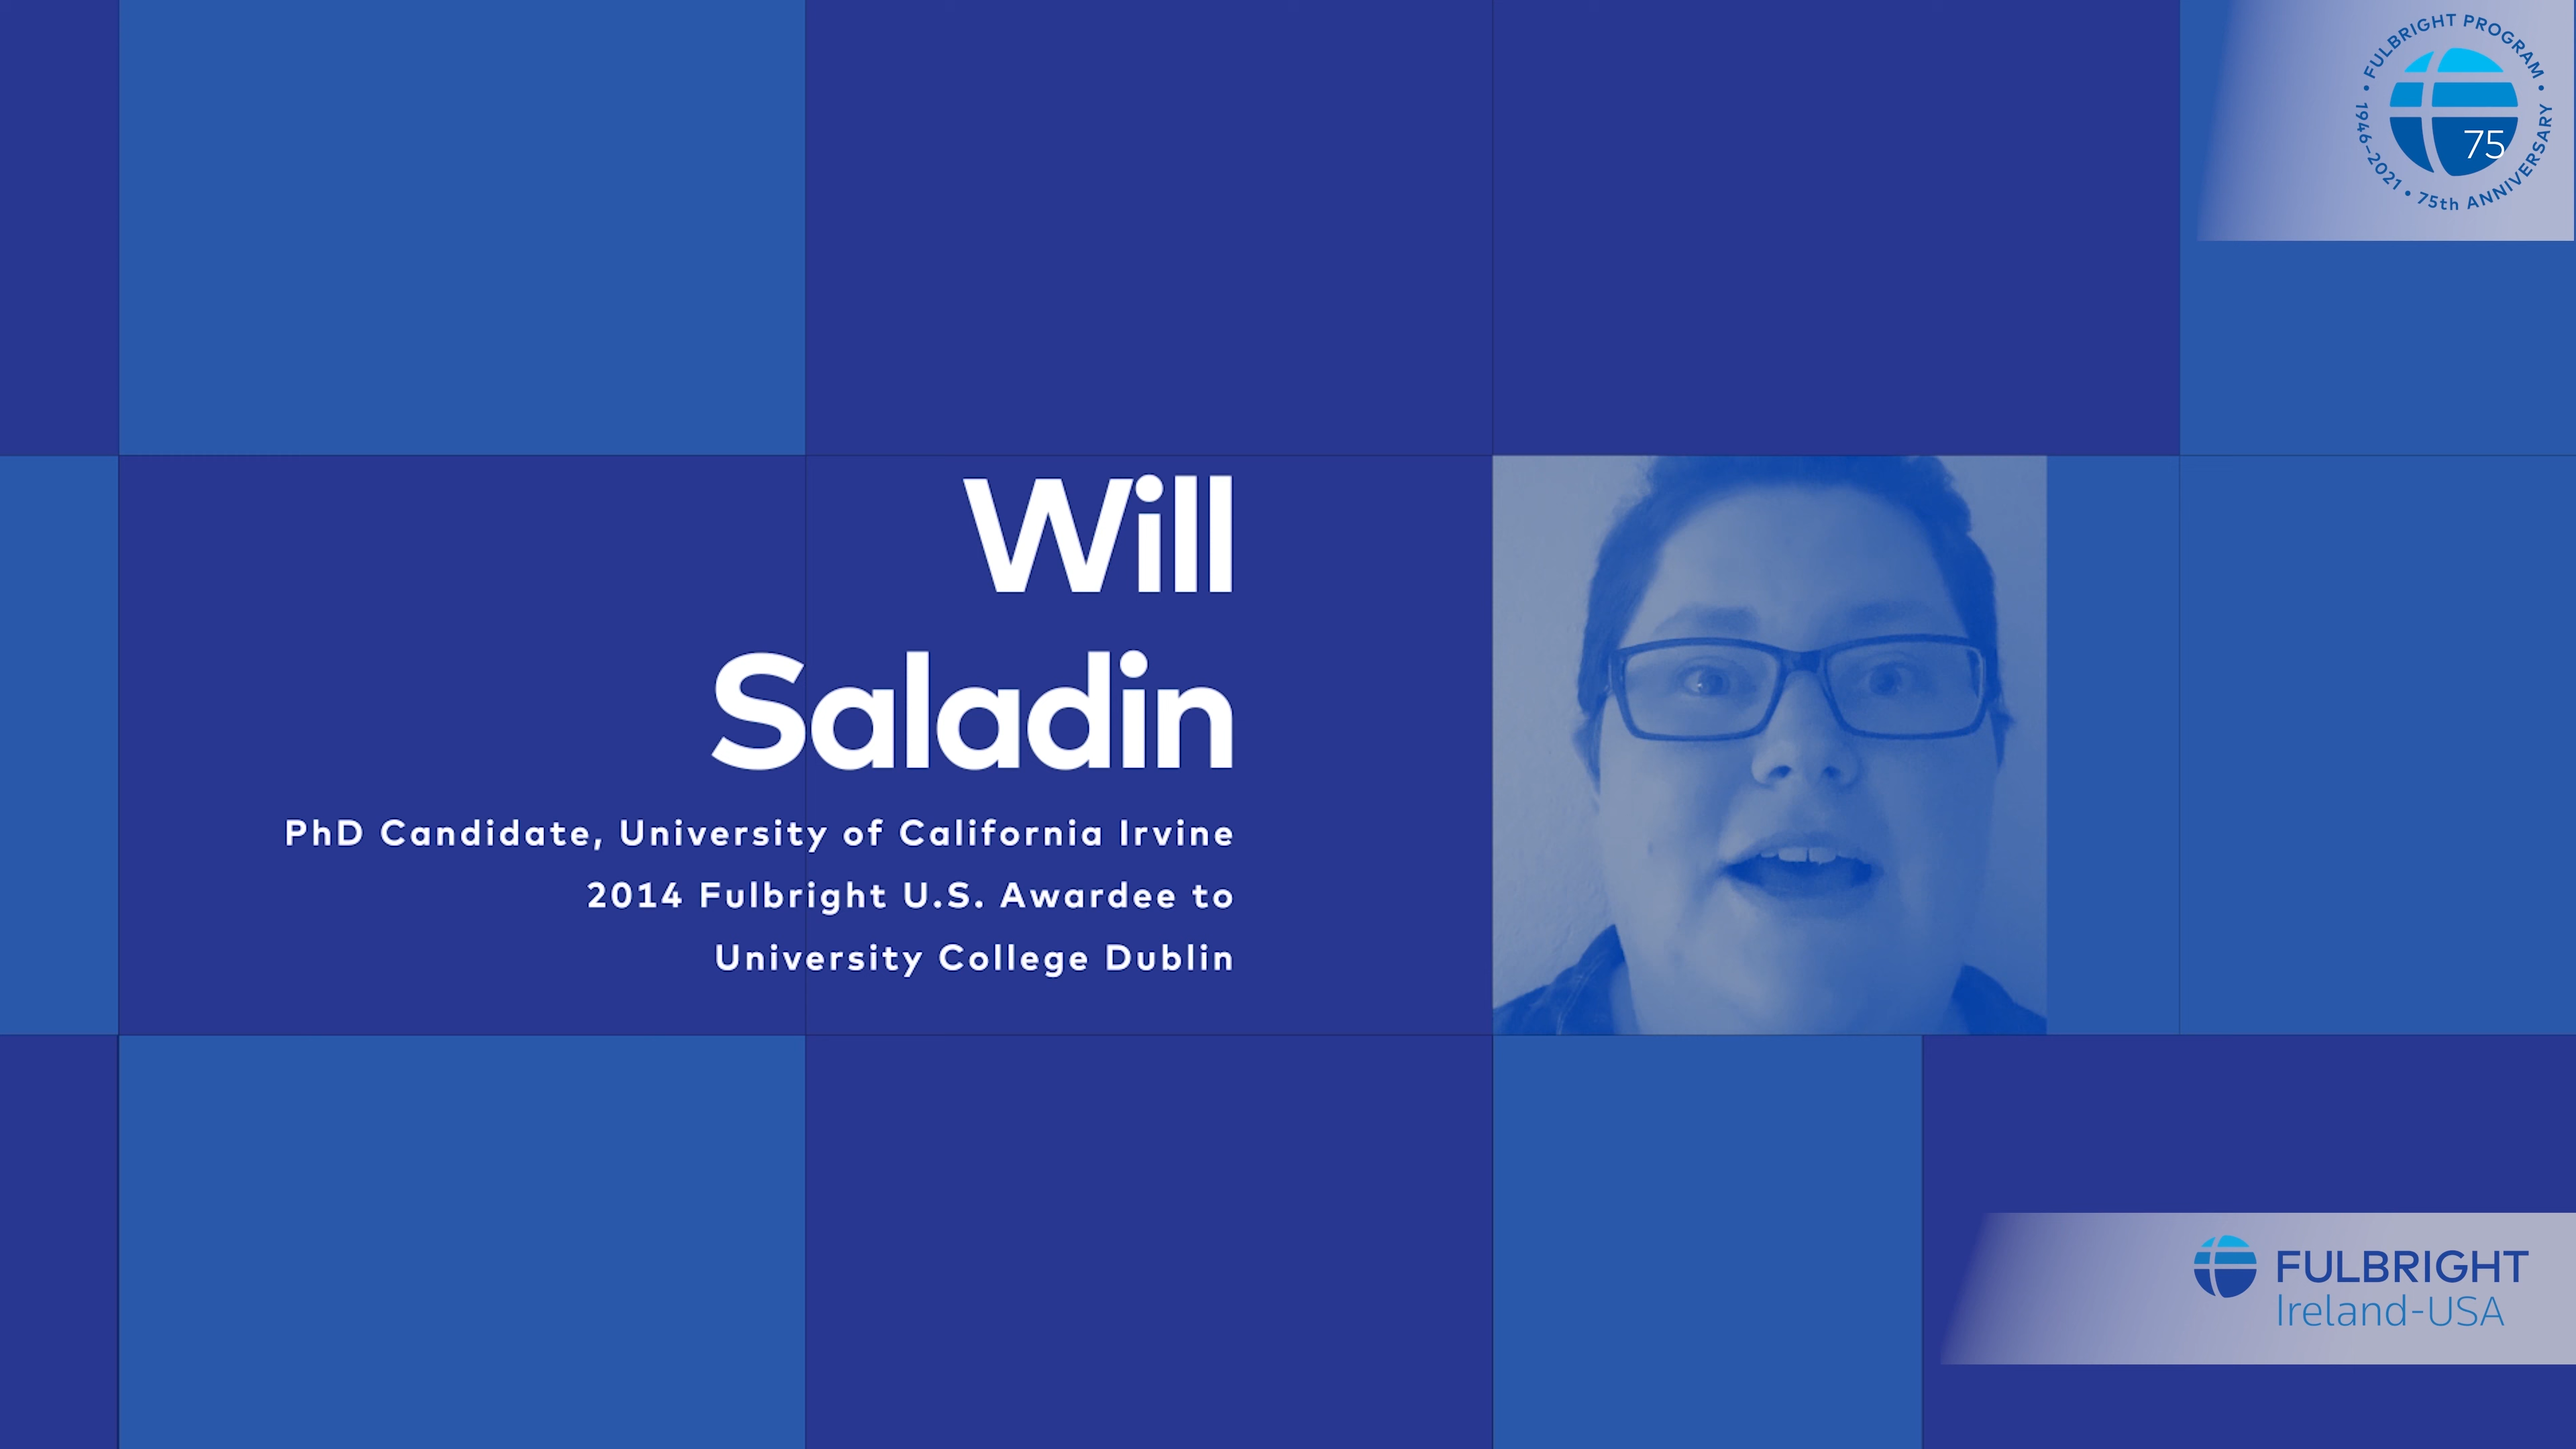 • FULBRIGHT PROGRAM •
1946–2021 • 75th ANNIVERSARY
75
Will
Saladin
PhD Candidate, University of California Irvine
2014 Fulbright U.S. Awardee to
University College Dublin
FULBRIGHT
Ireland-USA